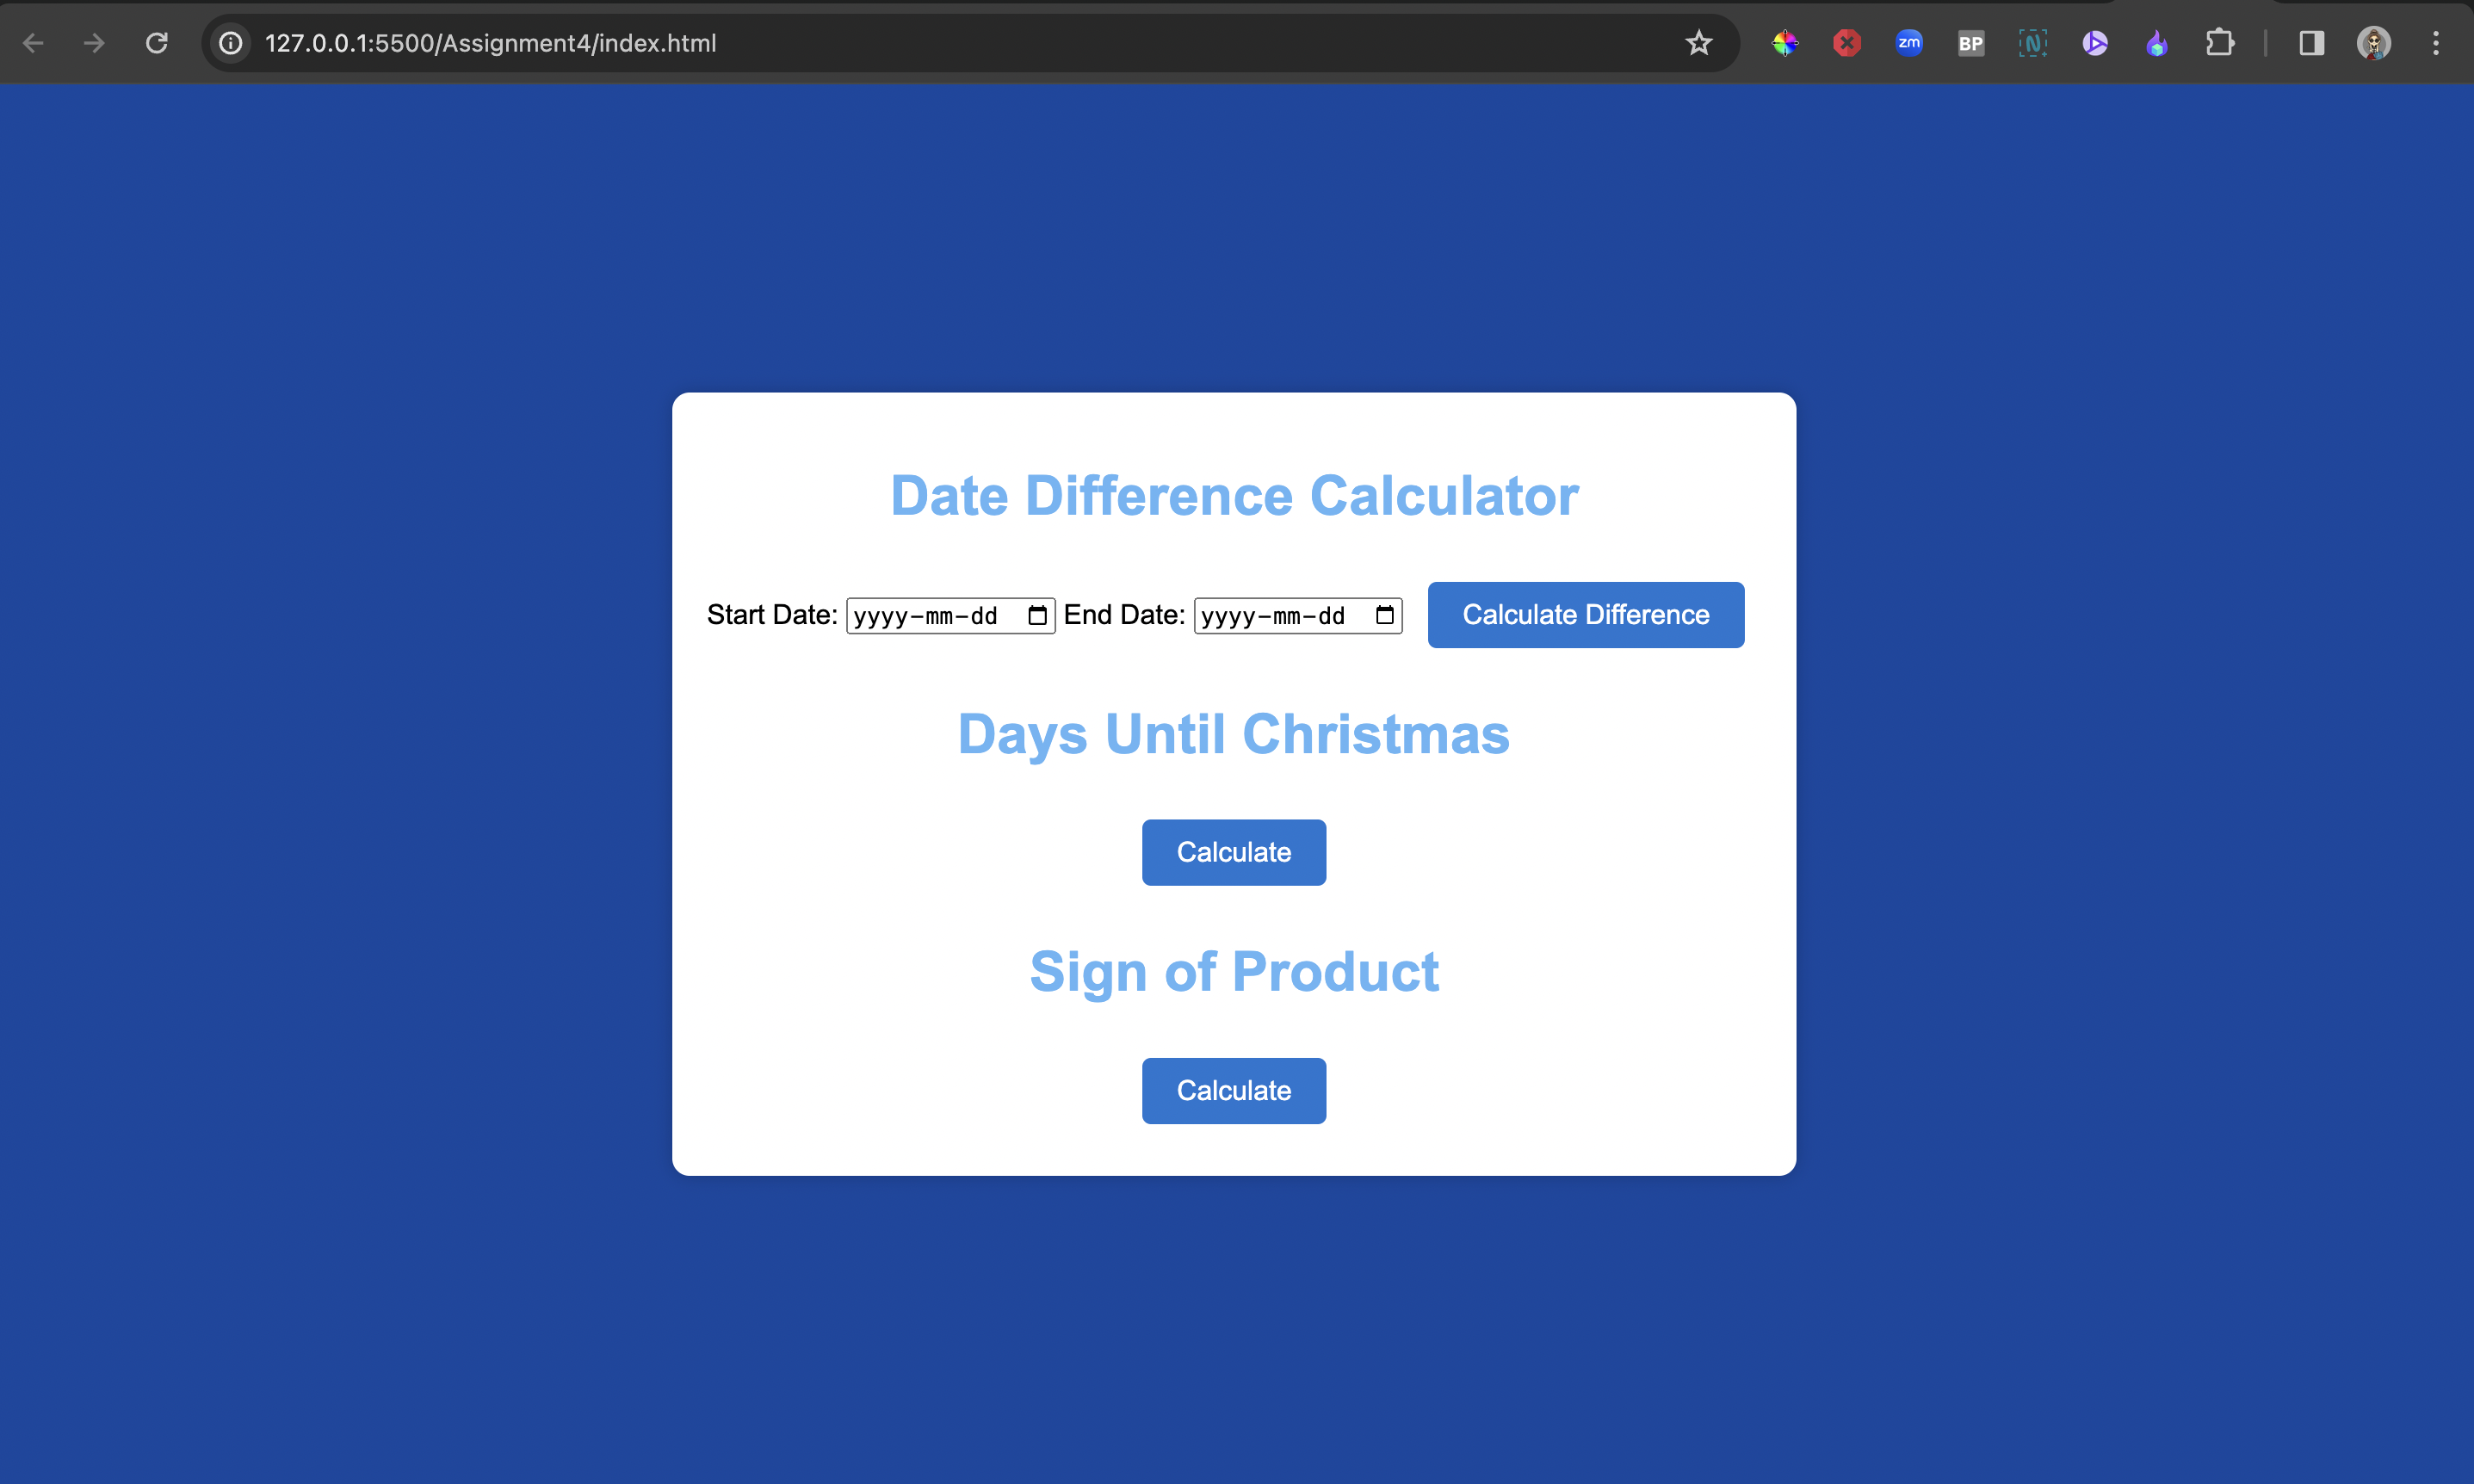 127.0.0.1:5500/Assignment4/index.html
zm
BP
N
Date Difference Calculator
Start Date: yyyy-mm-dd End Date: yyyy-mm-dd Calculate Difference
Days Until Christmas
Calculate
Sign of Product
Calculate